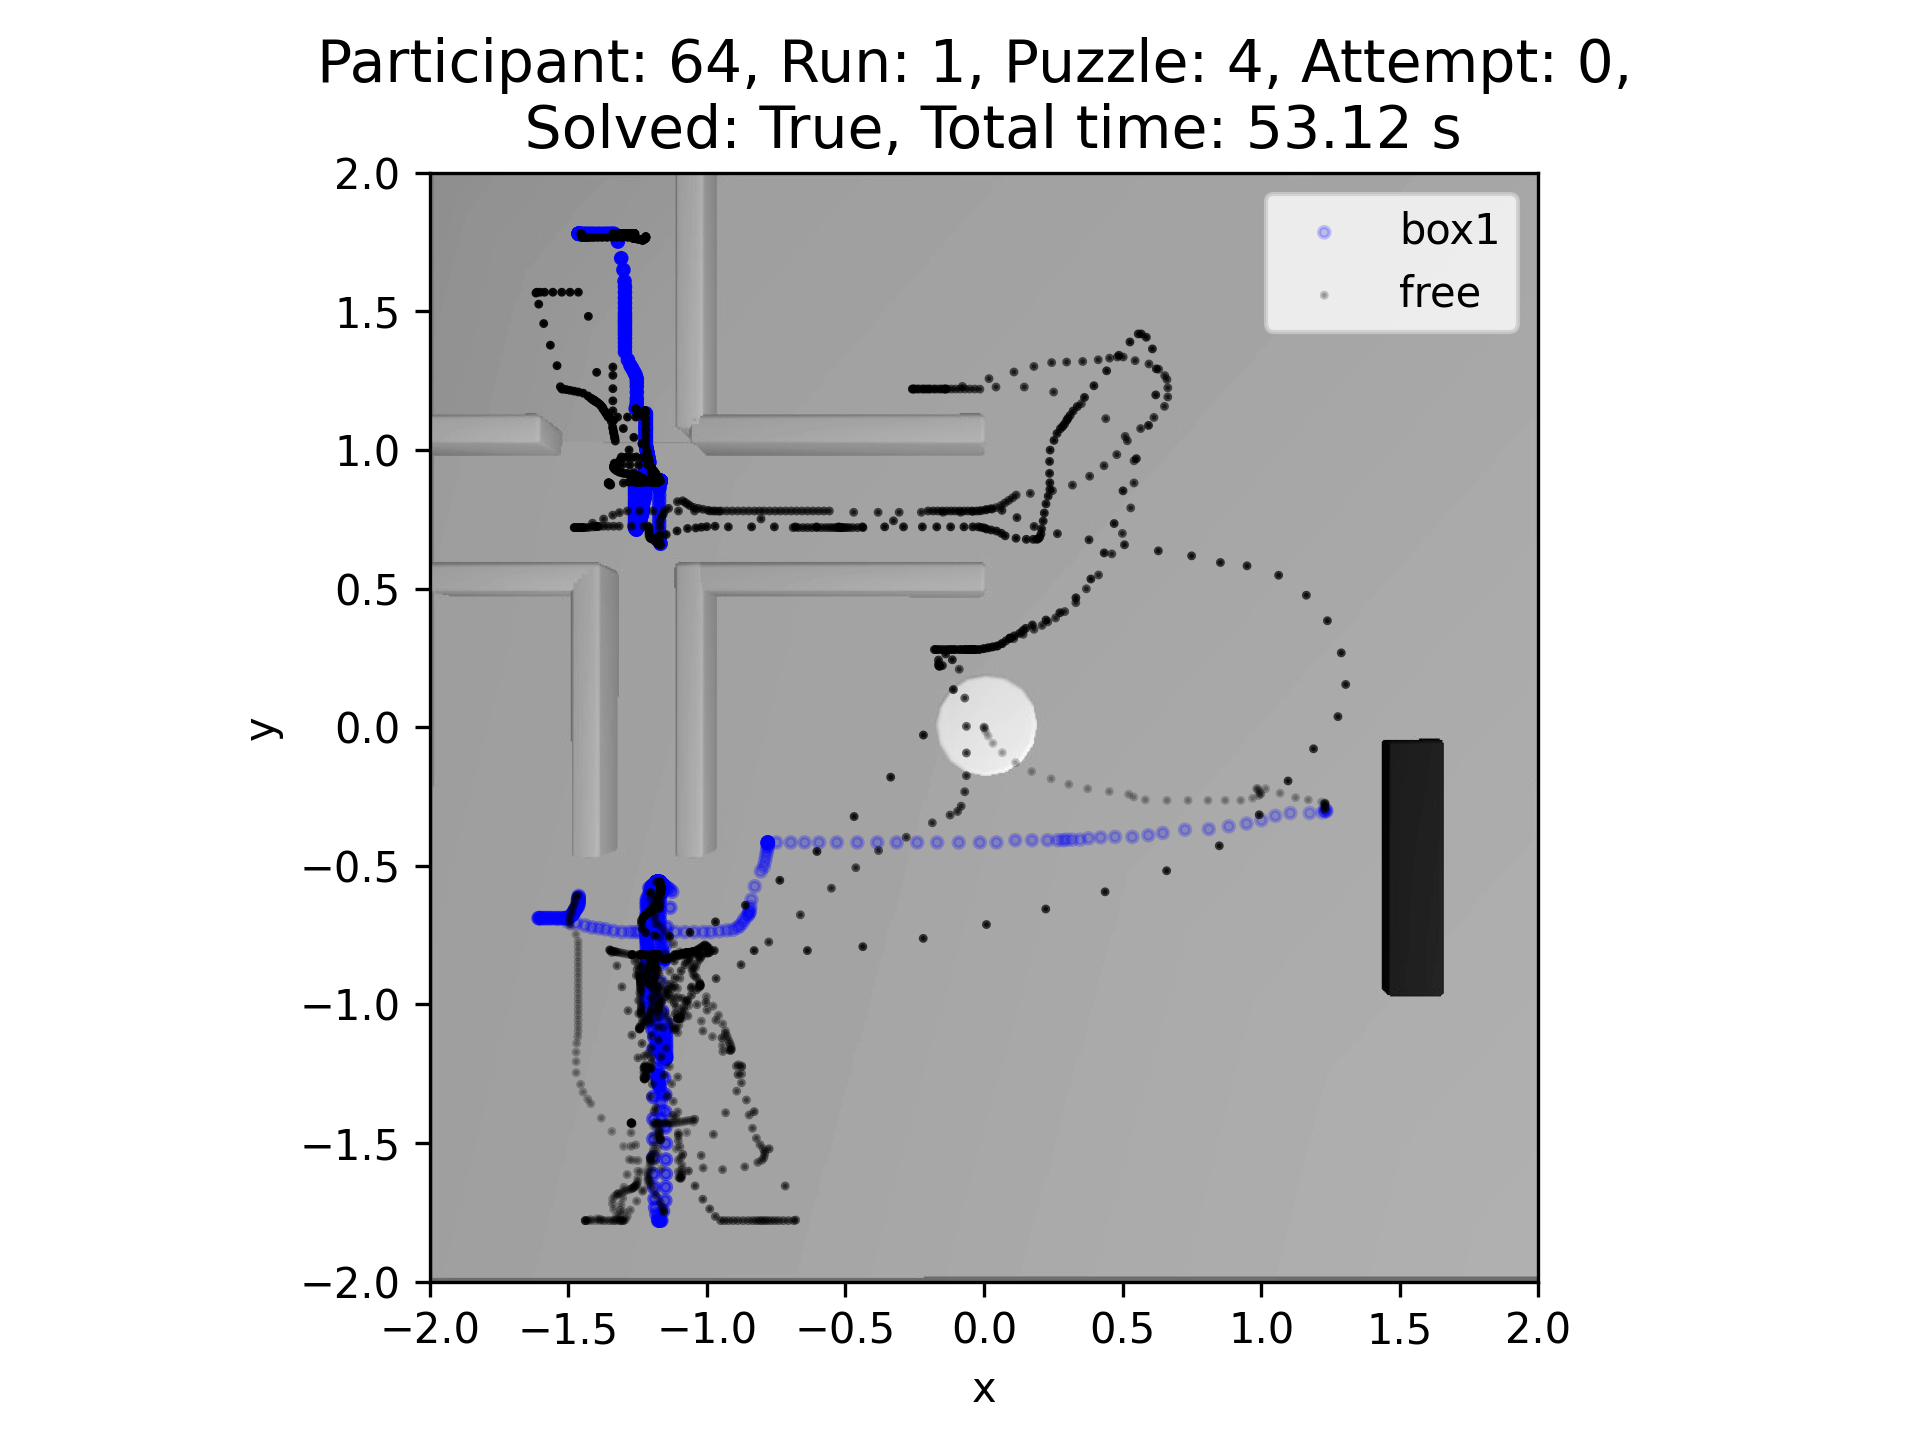 Participant: 64, Run: 1, Puzzle: 4, Attempt: 0,
Solved: True, Total time: 53.12 s
box1
free
2.0
1.5
1.0
0.5
0.0
−0.5
−1.0
−1.5
−2.0
y
−2.0 −1.5 −1.0 −0.5 0.0 0.5 1.0 1.5 2.0
x